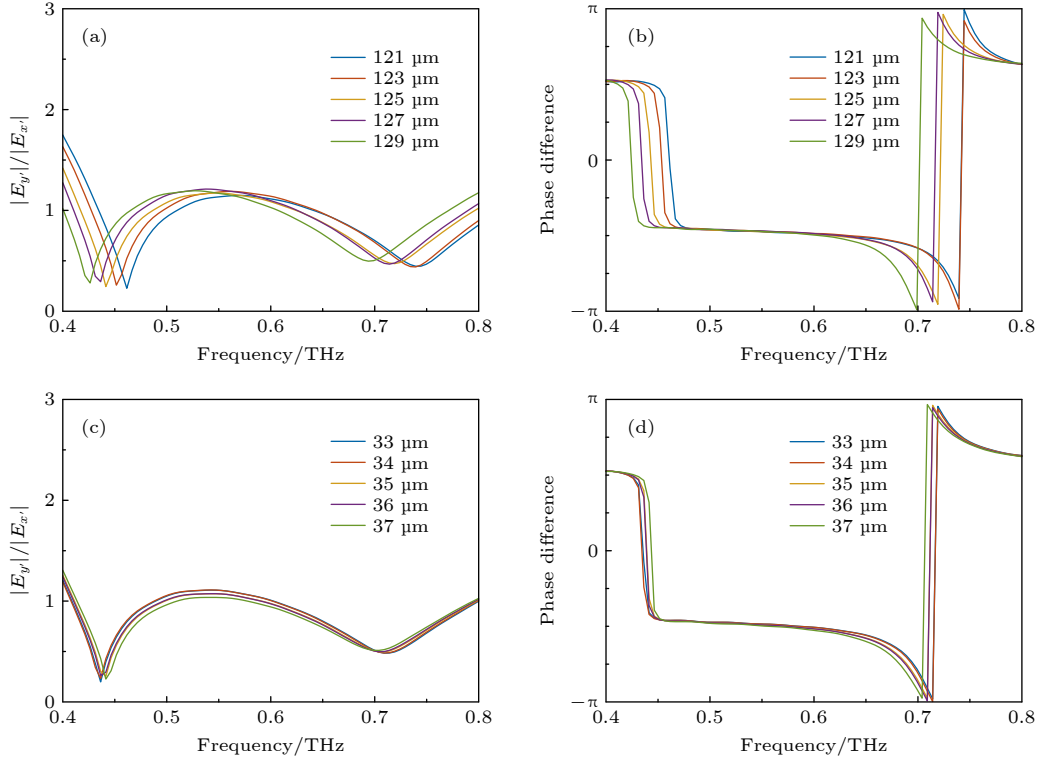 (a)
121 µm
123 µm
125 µm
127 µm
129 µm
|E_y′|/|E_x′|
3
2
1
0
0.4 0.5 0.6 0.7 0.8
Frequency/THz
(b)
121 µm
123 µm
125 µm
127 µm
129 µm
Phase difference
π
0
−π
0.4 0.5 0.6 0.7 0.8
Frequency/THz
(c)
33 µm
34 µm
35 µm
36 µm
37 µm
|E_y′|/|E_x′|
3
2
1
0
0.4 0.5 0.6 0.7 0.8
Frequency/THz
(d)
33 µm
34 µm
35 µm
36 µm
37 µm
Phase difference
π
0
−π
0.4 0.5 0.6 0.7 0.8
Frequency/THz